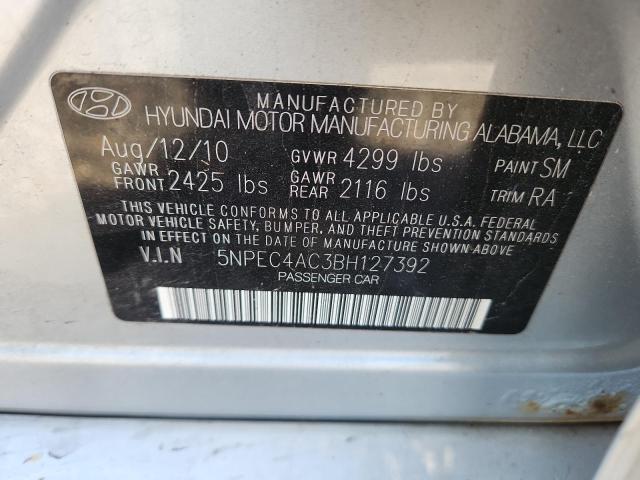 MANUFACTURED BY
HYUNDAI MOTOR MANUFACTURING ALABAMA, LLC
Aug/12/10 GVWR 4299 lbs PAINT SM
GAWR FRONT 2425 lbs GAWR REAR 2116 lbs TRIM RA
THIS VEHICLE CONFORMS TO ALL APPLICABLE U.S.A. FEDERAL
MOTOR VEHICLE SAFETY, BUMPER, AND THEFT PREVENTION STANDARDS
IN EFFECT ON THE DATE OF MANUFACTURE SHOWN ABOVE
V.I.N 5NPEC4AC3BH127392
PASSENGER CAR